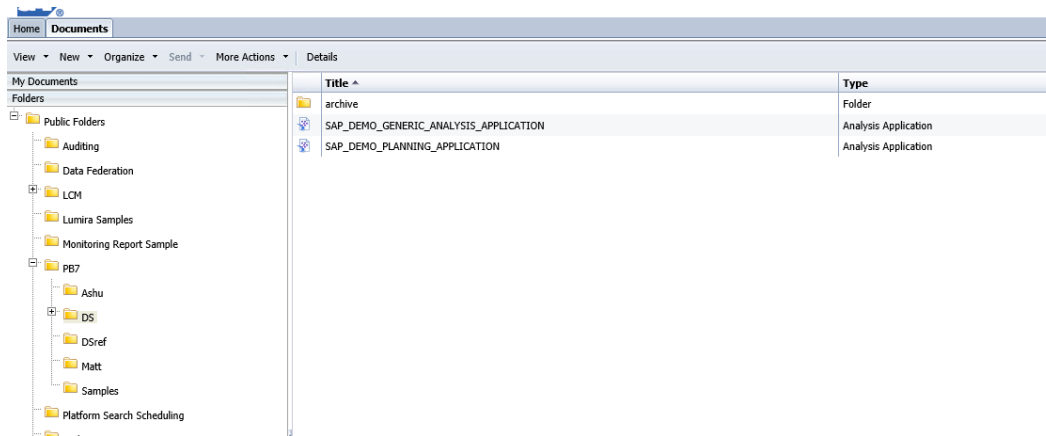 Home Documents
View New Organize Send More Actions Details
My Documents
Folders
Public Folders
Auditing
Data Federation
LCM
Lumira Samples
Monitoring Report Sample
PB7
Ashu
DS
DSref
Matt
Samples
Platform Search Scheduling
Title Type
archive Folder
SAP_DEMO_GENERIC_ANALYSIS_APPLICATION Analysis Application
SAP_DEMO_PLANNING_APPLICATION Analysis Application